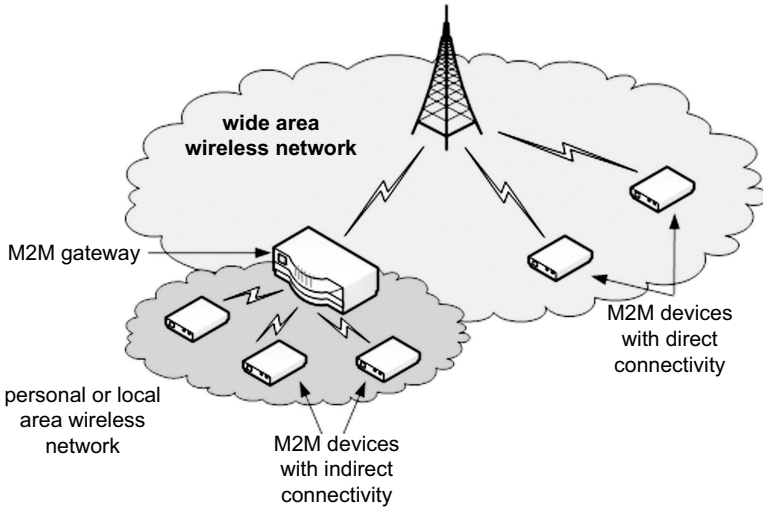 wide area
wireless network
M2M gateway
M2M devices
with direct
connectivity
personal or local
area wireless
network
M2M devices
with indirect
connectivity